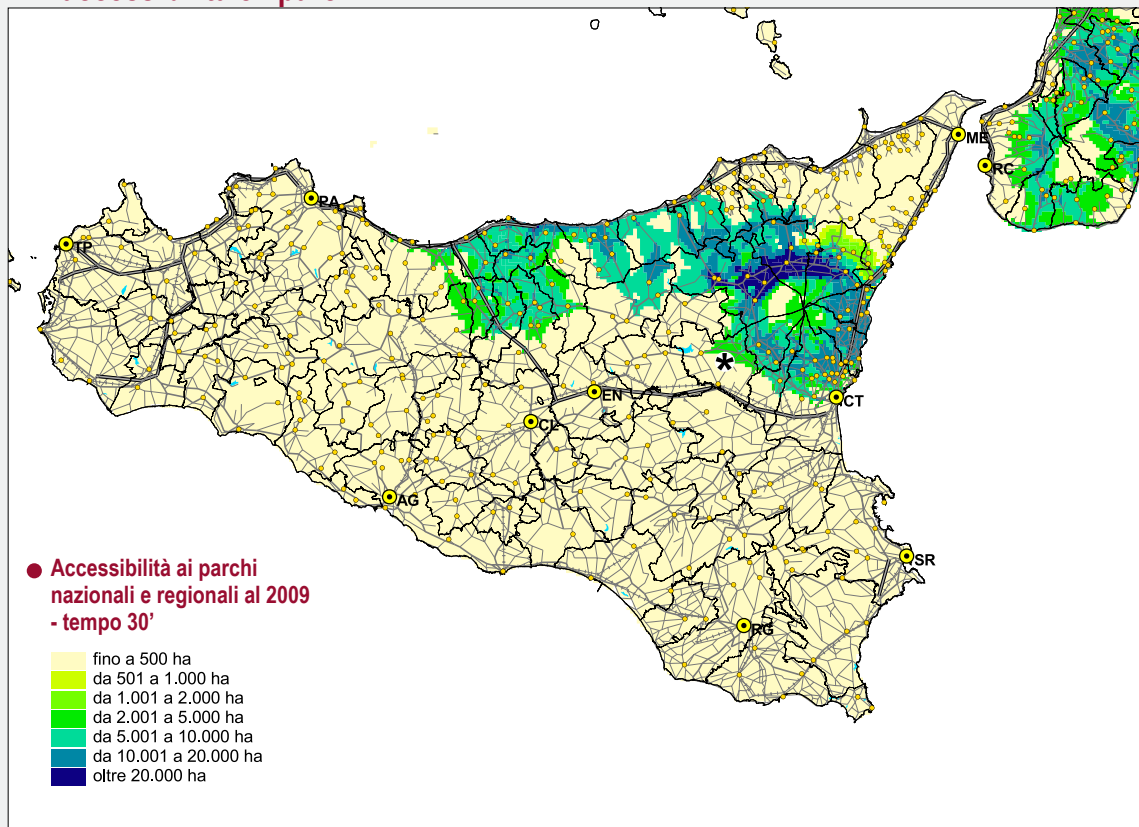 ME
RC
PA
TP
EN
CT
CL
AG
SR
RG
*
● Accessibilità ai parchi
nazionali e regionali al 2009
- tempo 30’
fino a 500 ha
da 501 a 1.000 ha
da 1.001 a 2.000 ha
da 2.001 a 5.000 ha
da 5.001 a 10.000 ha
da 10.001 a 20.000 ha
oltre 20.000 ha